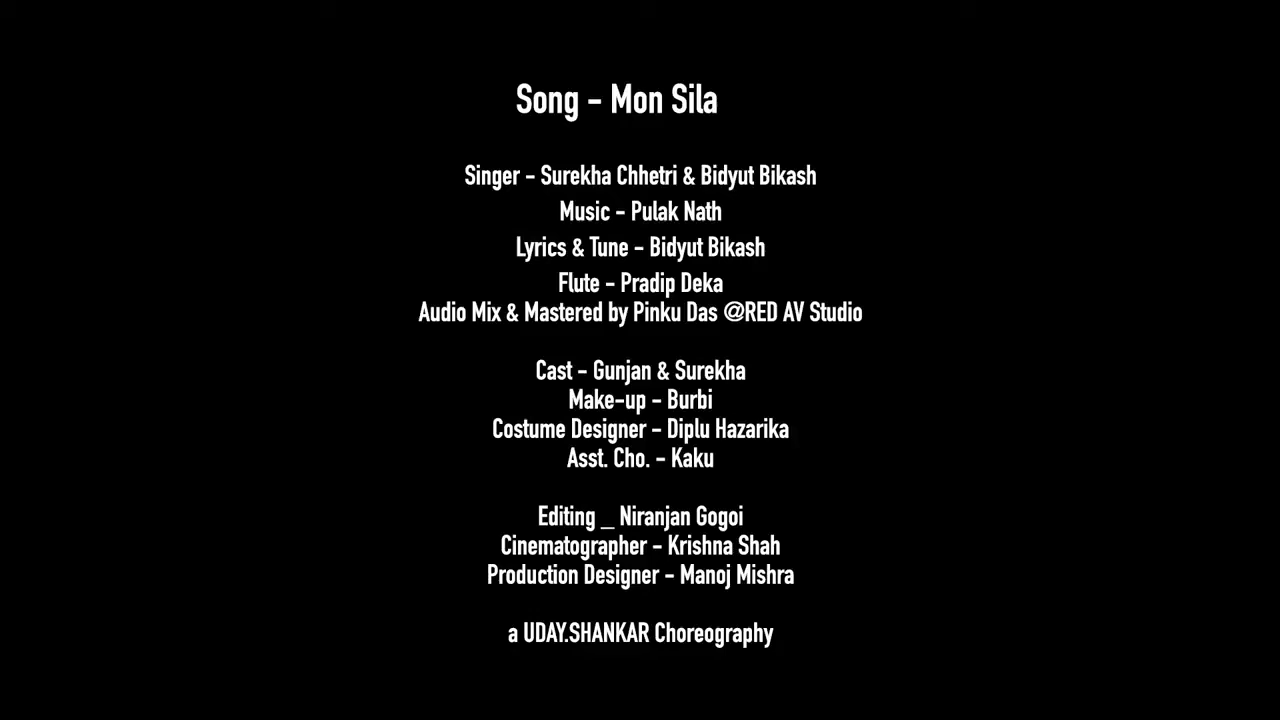 Song - Mon Sila
Singer - Surekha Chhetri & Bidyut Bikash
Music - Pulak Nath
Lyrics & Tune - Bidyut Bikash
Flute - Pradip Deka
Audio Mix & Mastered by Pinku Das @RED AV Studio
Cast - Gunjan & Surekha
Make-up - Burbi
Costume Designer - Diplu Hazarika
Asst. Cho. - Kaku
Editing _ Niranjan Gogoi
Cinematographer - Krishna Shah
Production Designer - Manoj Mishra
a UDAY.SHANKAR Choreography